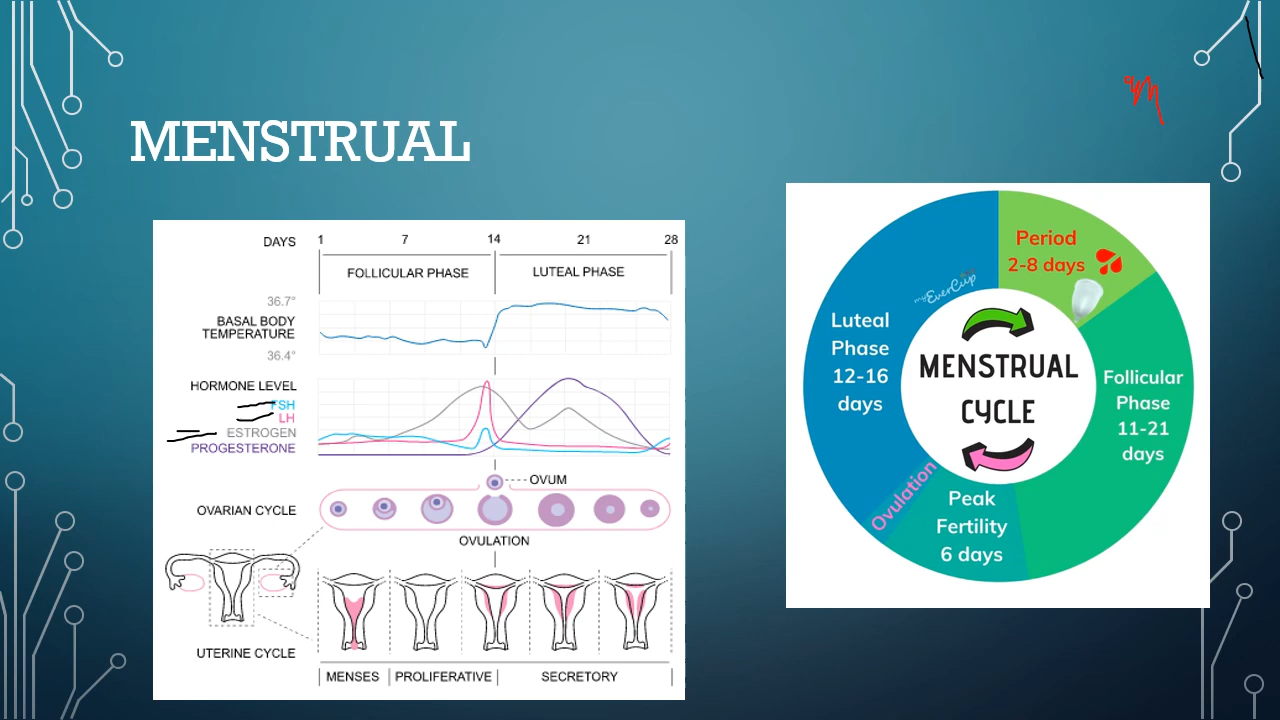 MENSTRUAL
DAYS 1 7 14 21 28
FOLLICULAR PHASE LUTEAL PHASE
36.7°
BASAL BODY
TEMPERATURE
36.4°
HORMONE LEVEL
FSH
LH
ESTROGEN
PROGESTERONE
OVUM
OVARIAN CYCLE
OVULATION
UTERINE CYCLE
MENSES PROLIFERATIVE SECRETORY
Period
2-8 days
myEverCup
Luteal
Phase
12-16
days
MENSTRUAL
CYCLE
Follicular
Phase
11-21
days
Ovulation
Peak
Fertility
6 days